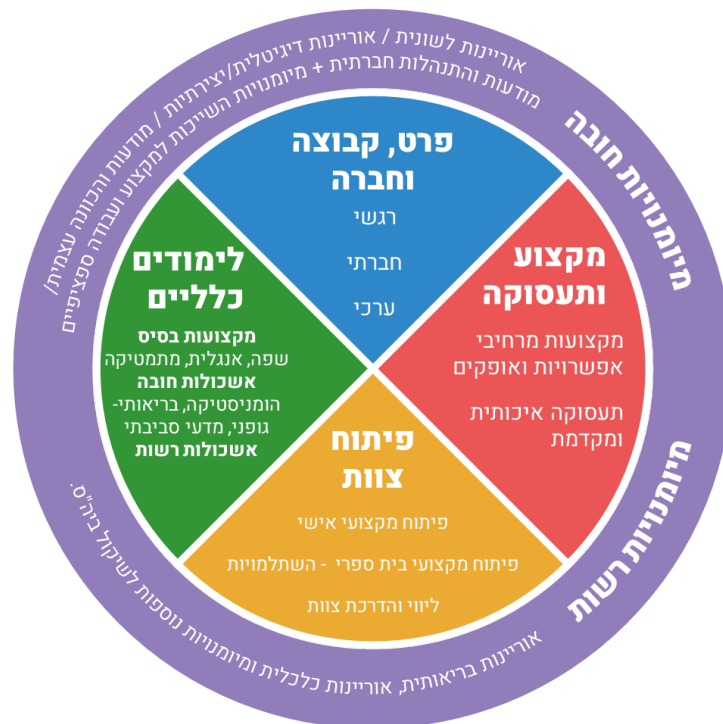 מיומנויות חובה
אוריינות לשונית / אוריינות דיגיטלית/יצירתיות / מודעות והכוונה עצמית/
מודעות והתנהלות חברתית + מיומנויות השייכות למקצוע ועבודה ספציפיים
פרט, קבוצה
וחברה
רגשי
חברתי
ערכי
מקצוע
ותעסוקה
מקצועות מרחיבי
אפשרויות ואופקים
תעסוקה איכותית
ומקדמת
לימודים
כלליים
מקצועות בסיס
שפה, אנגלית, מתמטיקה
אשכולות חובה
הומניסטיקה, בריאותי-
גופני, מדעי סביבתי
אשכולות רשות
פיתוח
צוות
פיתוח מקצועי אישי
פיתוח מקצועי בית ספרי - השתלמויות
ליווי והדרכת צוות
מיומנויות רשות
אוריינות בריאותית, אוריינות כלכלית ומיומנויות נוספות לשיקול ביה"ס.